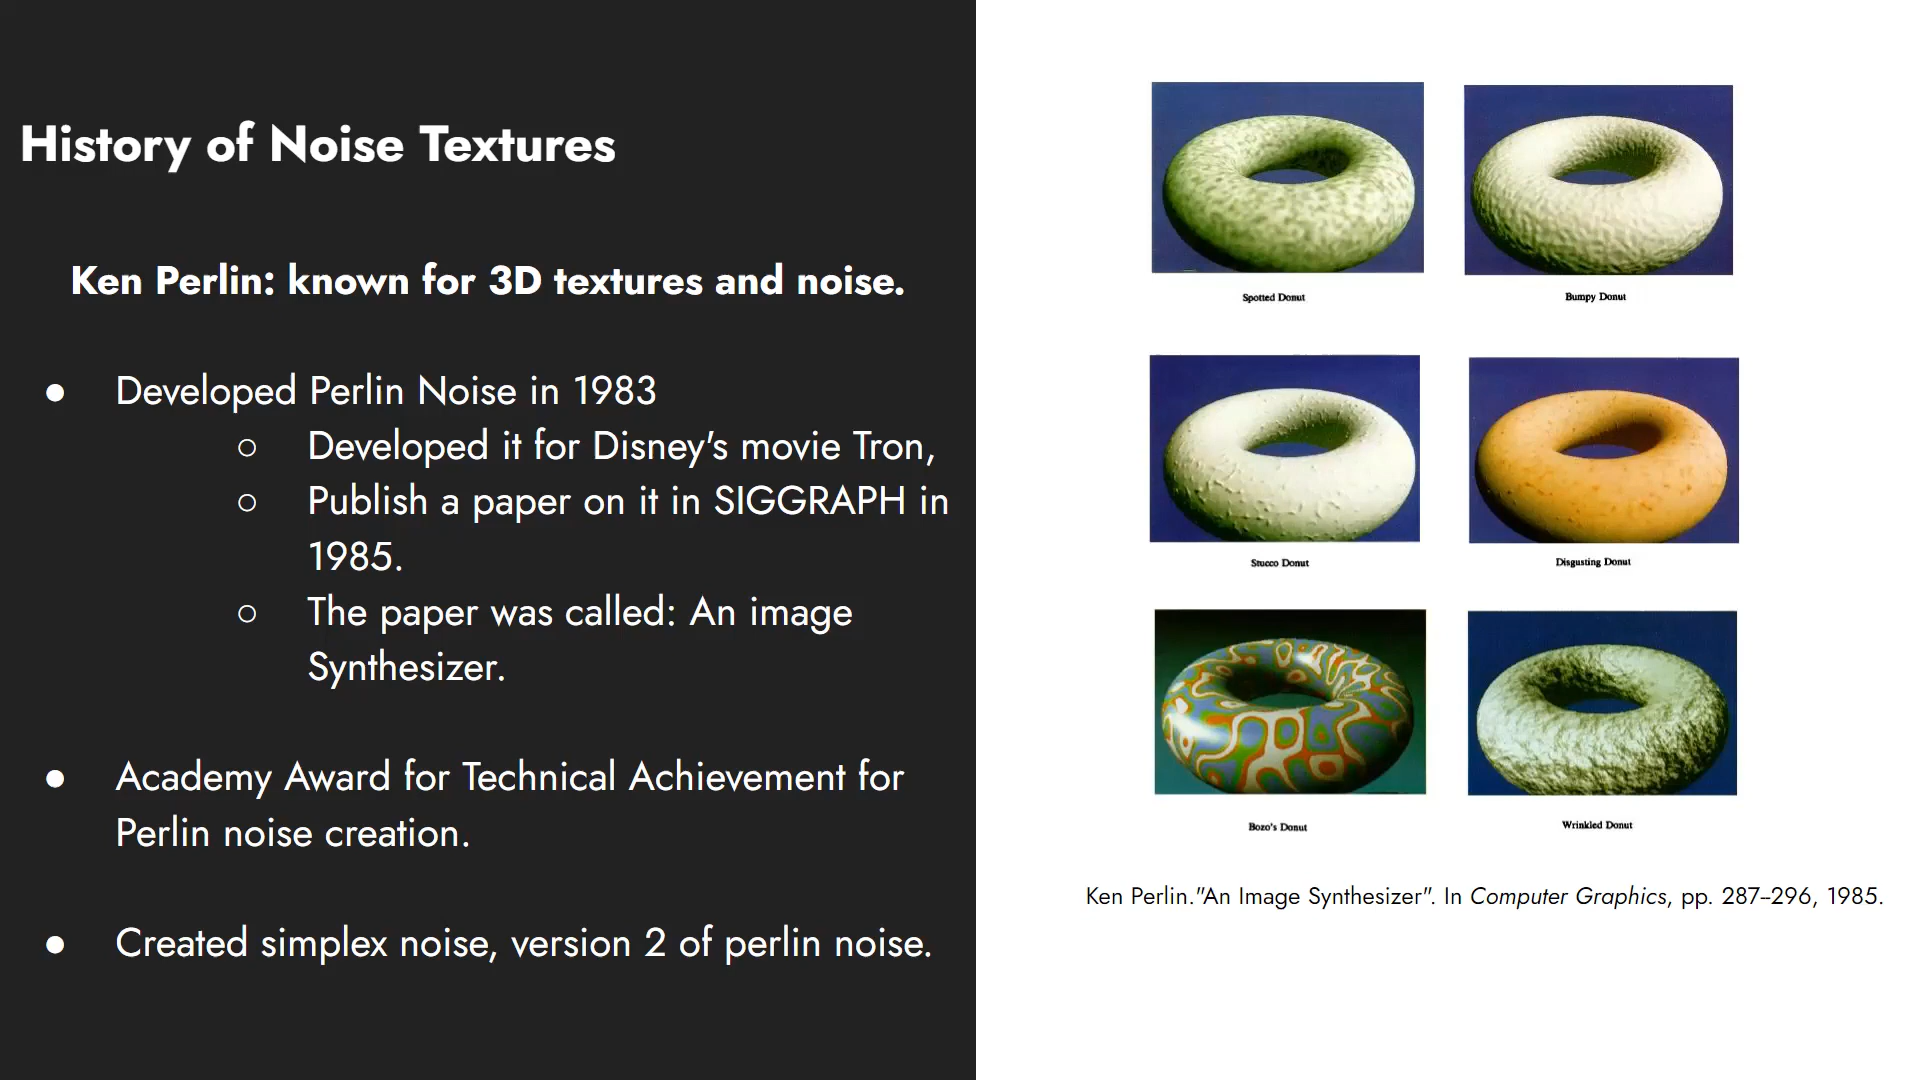 History of Noise Textures
Ken Perlin: known for 3D textures and noise.
● Developed Perlin Noise in 1983
○ Developed it for Disney's movie Tron,
○ Publish a paper on it in SIGGRAPH in
1985.
○ The paper was called: An image
Synthesizer.
● Academy Award for Technical Achievement for
Perlin noise creation.
● Created simplex noise, version 2 of perlin noise.
Spotted Donut
Bumpy Donut
Stucco Donut
Disgusting Donut
Bozo's Donut
Wrinkled Donut
Ken Perlin."An Image Synthesizer". In Computer Graphics, pp. 287–296, 1985.